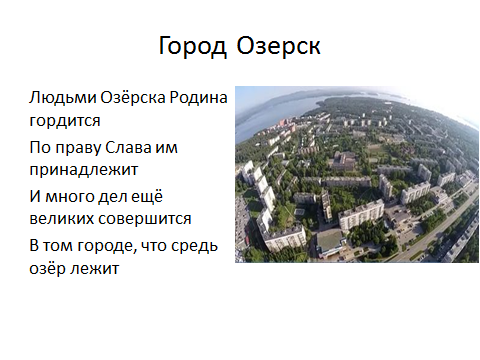 Город Озерск
Людьми Озёрска Родина
гордится
По праву Слава им
принадлежит
И много дел ещё
великих совершится
В том городе, что средь
озёр лежит